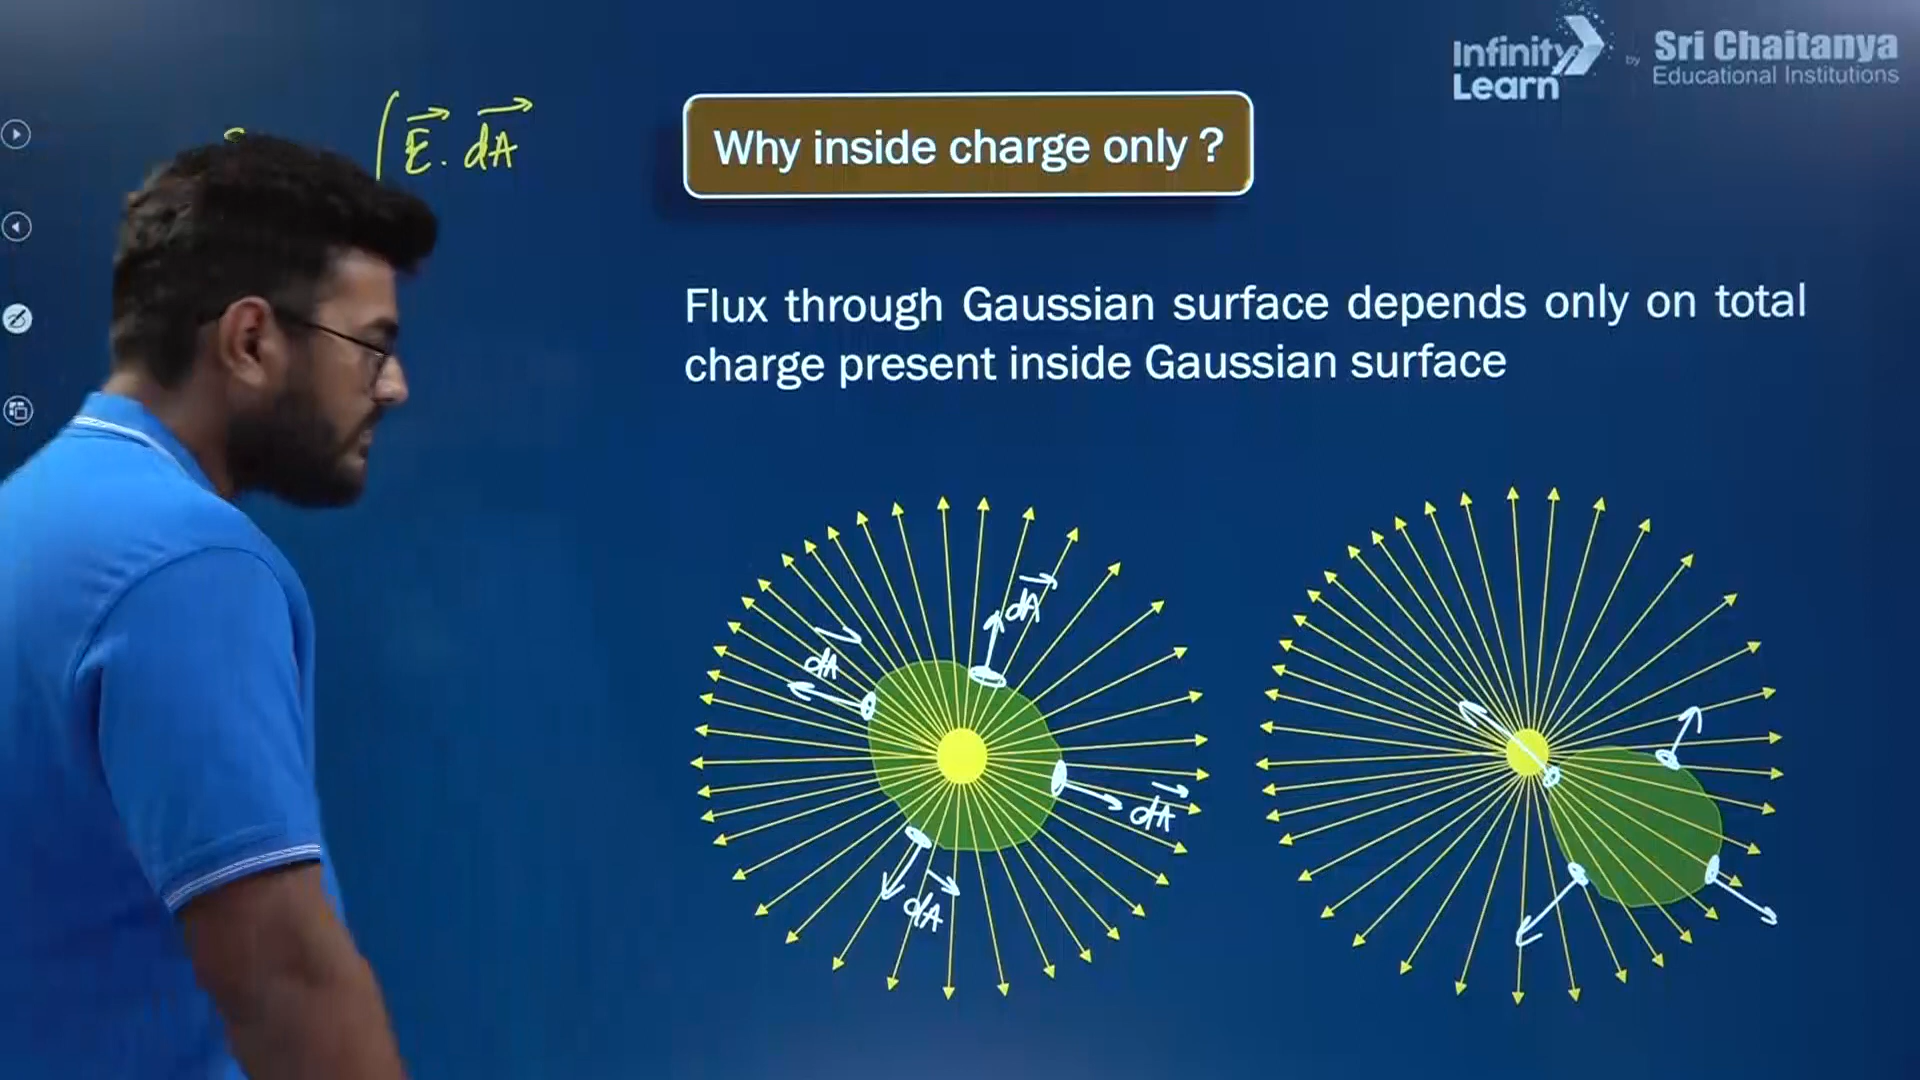 Infinity Learn
by
Sri Chaitanya
Educational Institutions
∫ E⃗ . dA⃗
Why inside charge only ?
Flux through Gaussian surface depends only on total
charge present inside Gaussian surface
dA⃗
dA⃗
dA⃗
dA⃗